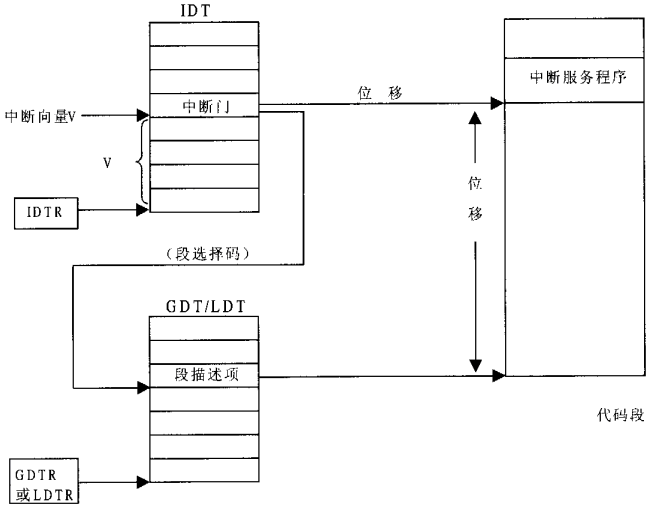 IDT
中断门
位 移
中断服务程序
中断向量V
V
位
移
IDTR
(段选择码)
GDT/LDT
段描述项
代码段
GDTR
或LDTR